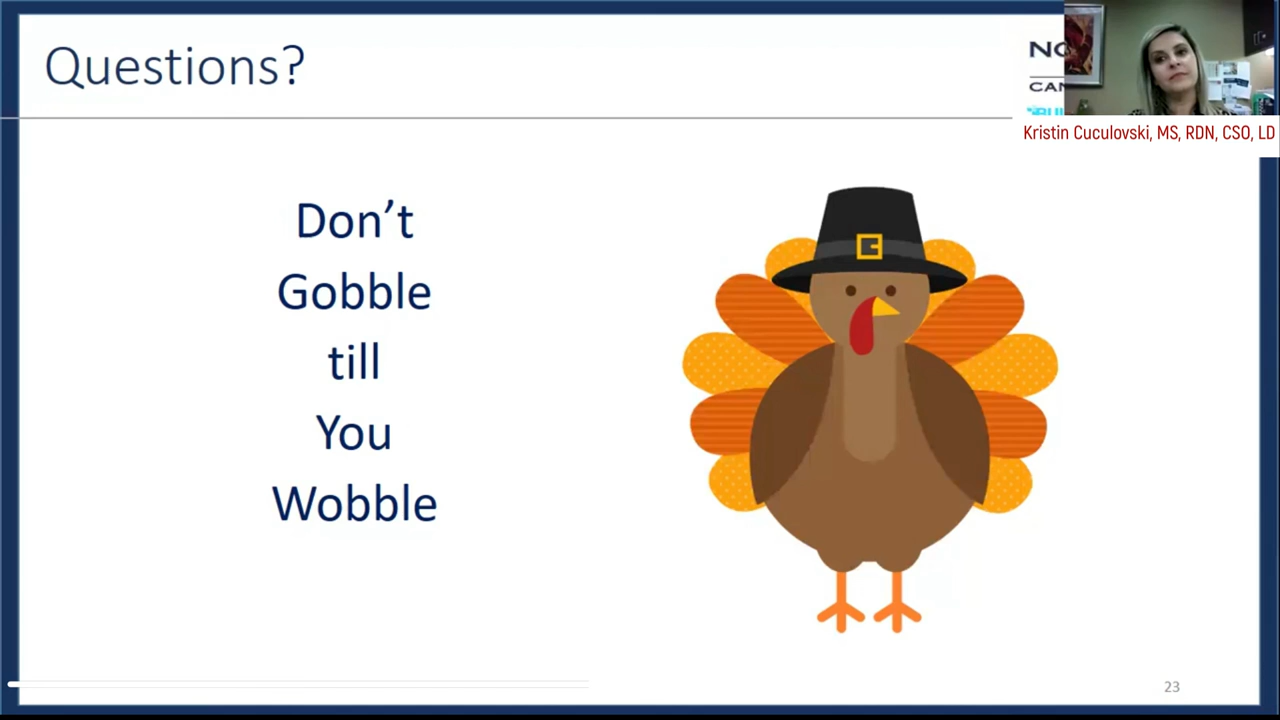 Questions?
Kristin Cuculovski, MS, RDN, CSO, LD
Don’t
Gobble
till
You
Wobble
23